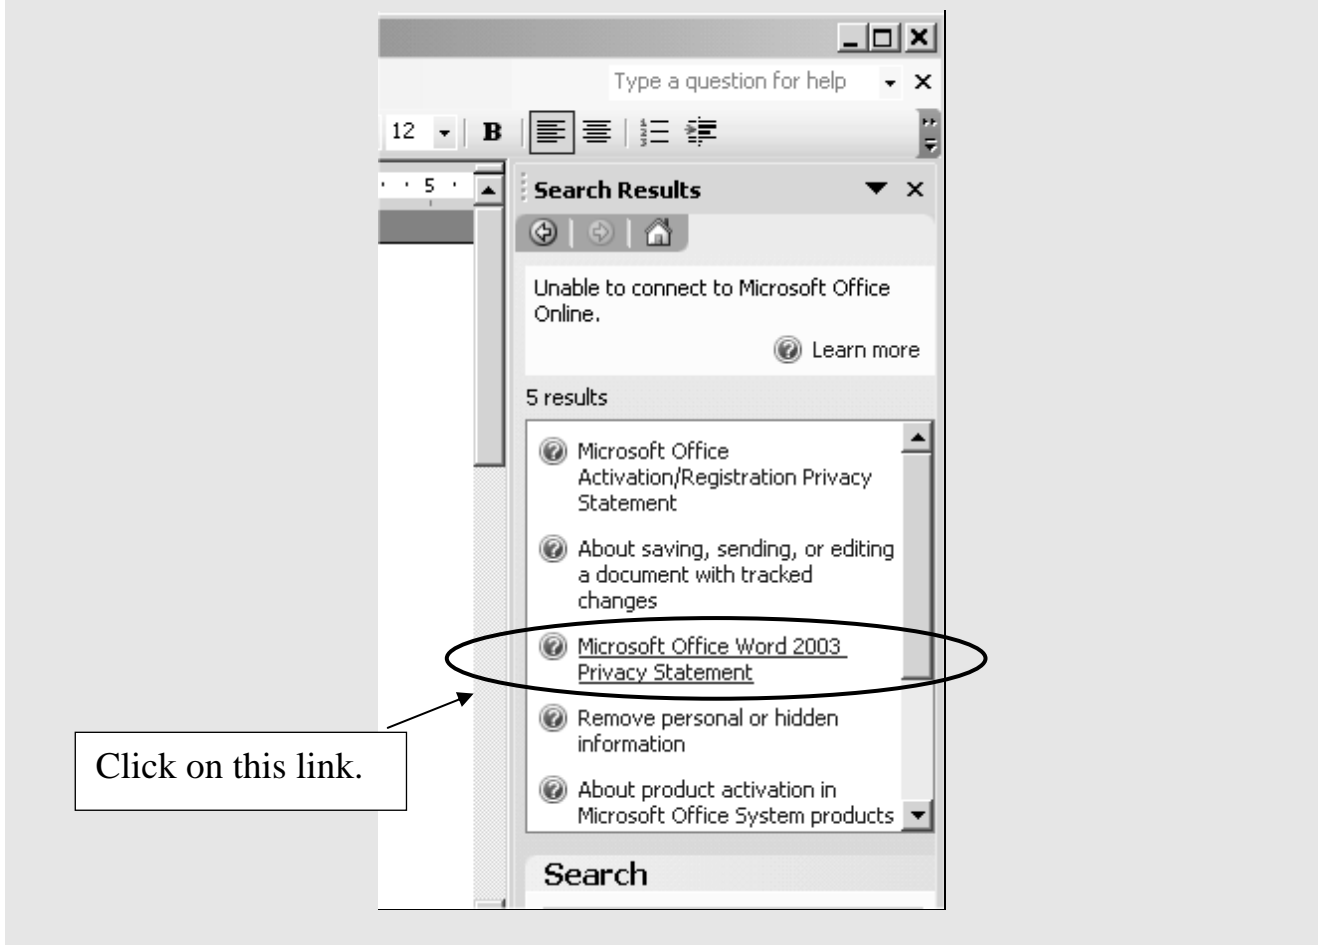 Type a question for help
12 B
5
Search Results
Unable to connect to Microsoft Office
Online.
Learn more
5 results
Microsoft Office
Activation/Registration Privacy
Statement
About saving, sending, or editing
a document with tracked
changes
Microsoft Office Word 2003
Privacy Statement
Remove personal or hidden
information
Click on this link.
About product activation in
Microsoft Office System products
Search